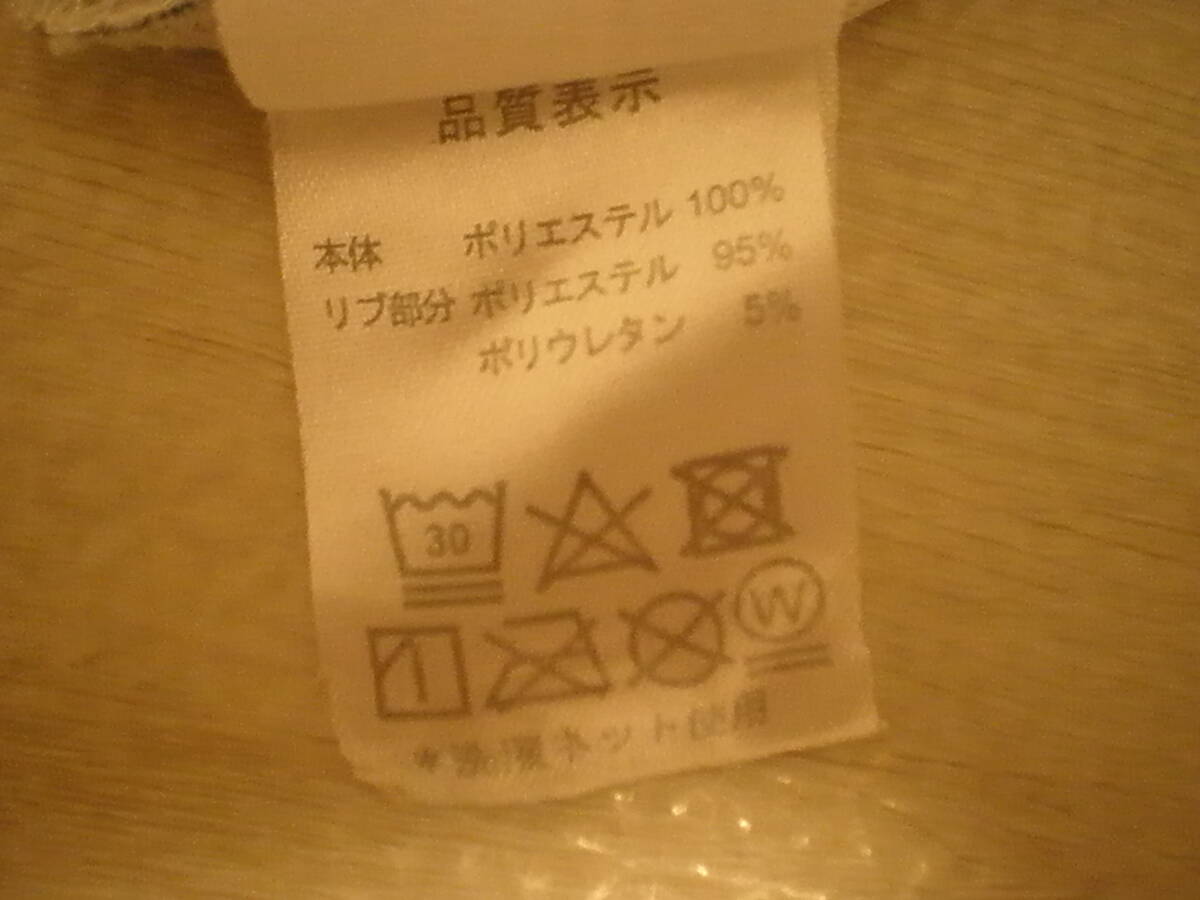 品質表示
本体 ポリエステル 100%
リブ部分 ポリエステル 95%
ポリウレタン 5%
30
W
*洗濯ネット使用